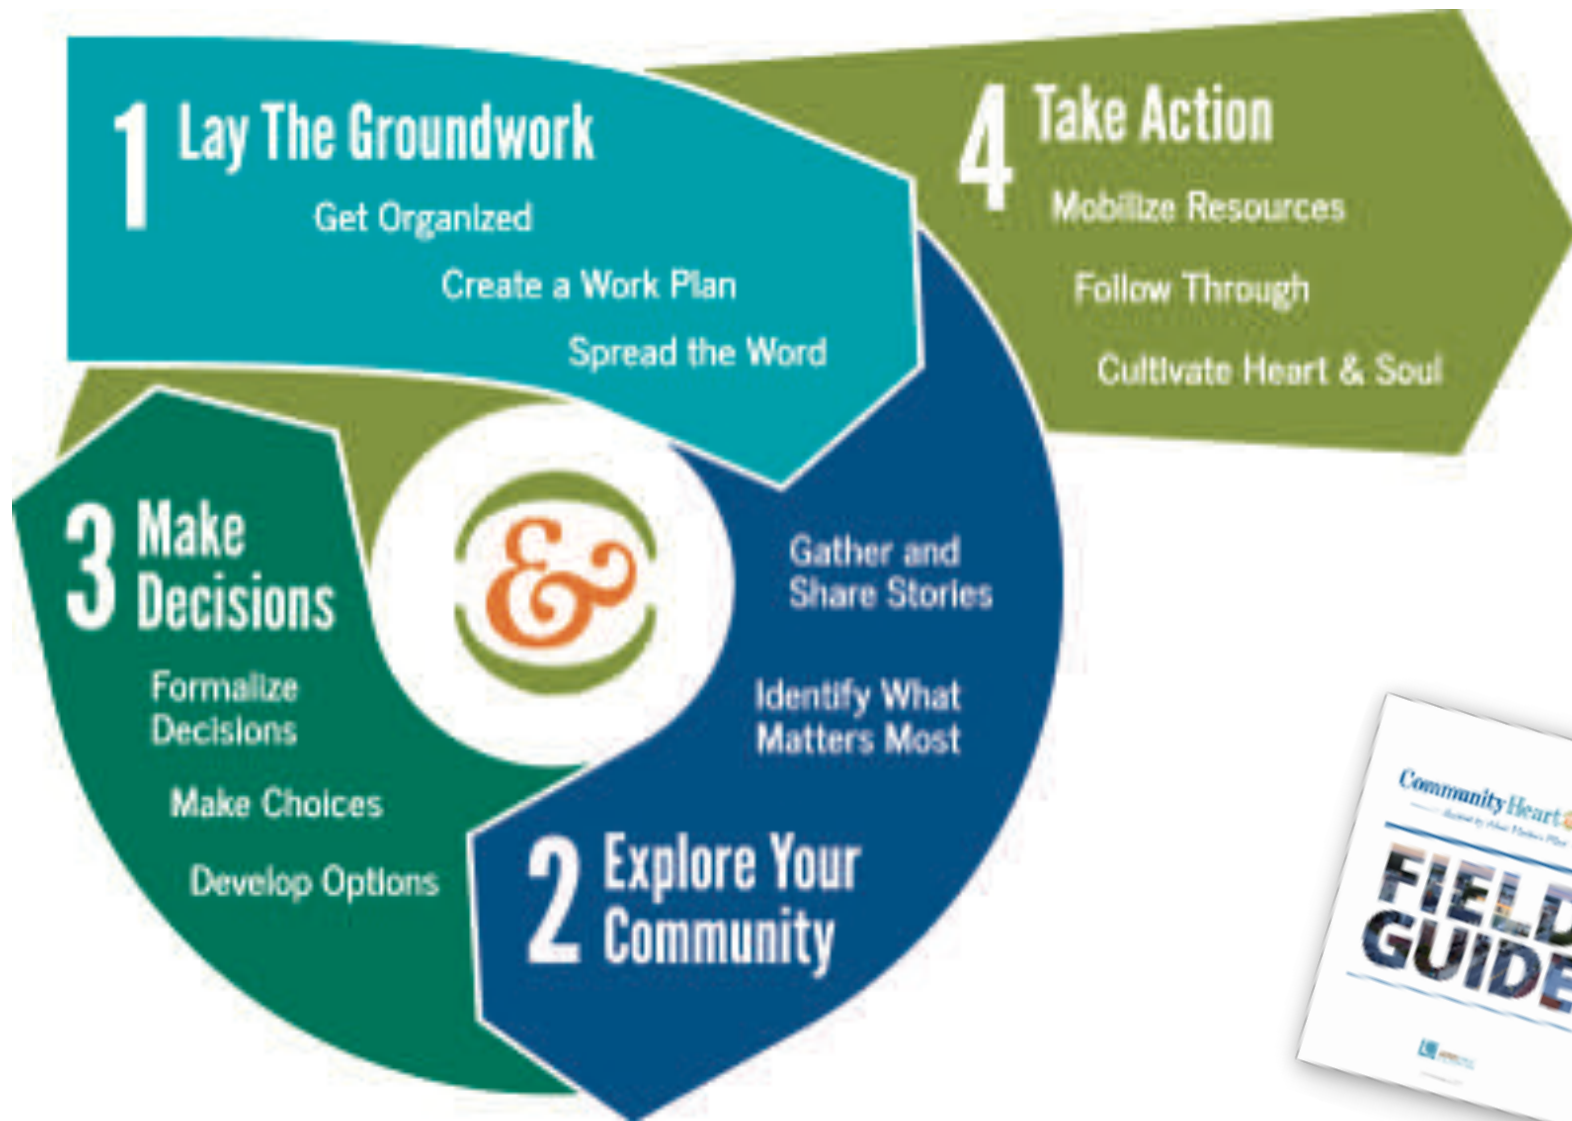 1 Lay The Groundwork
Get Organized
Create a Work Plan
Spread the Word
4 Take Action
Mobilize Resources
Follow Through
Cultivate Heart & Soul
&
Gather and
Share Stories
Identify What
Matters Most
2 Explore Your
Community
3 Make
Decisions
Formalize
Decisions
Make Choices
Develop Options
Community Heart
FIELD
GUIDE